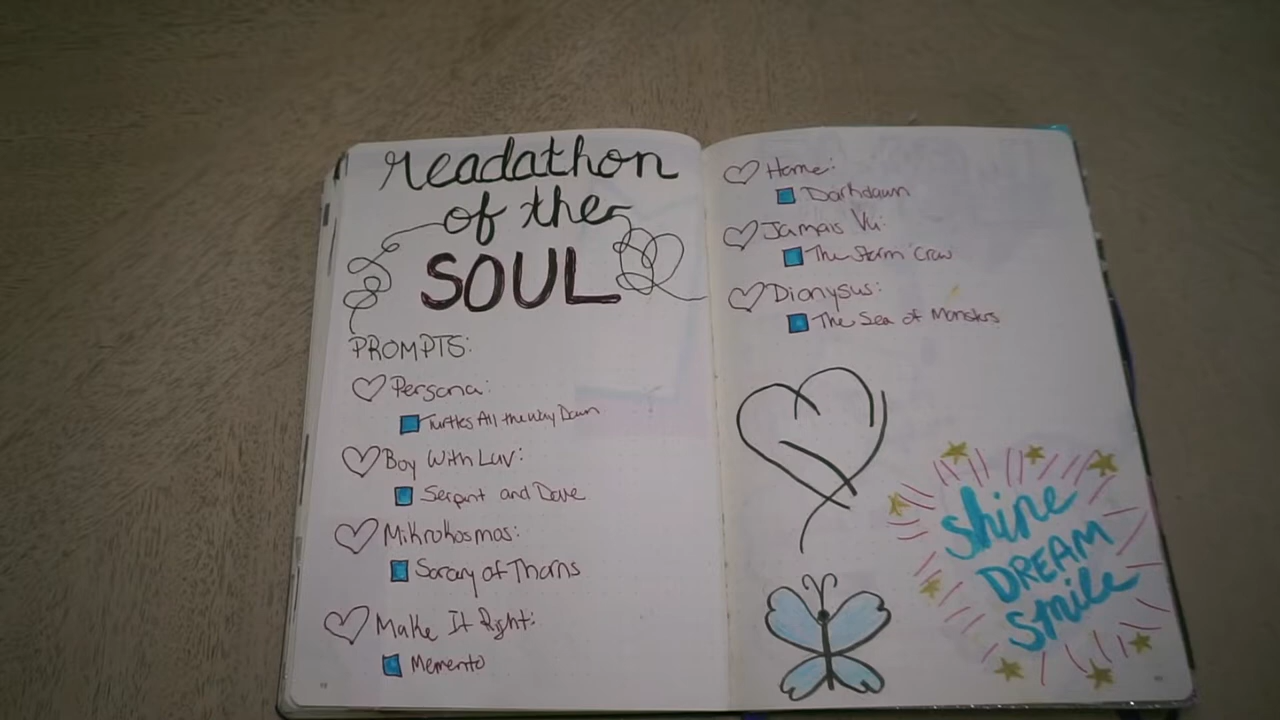 readathon
of the
SOUL
PROMPTS:
Persona:
Turtles All the Way Down
Boy With Luv:
Serpent and Dove
Mikrokosmos:
Sorcery of Thorns
Make It Right:
Memento
Home:
Darkdawn
Jamais Vu:
The Storm Crow
Dionysus:
The Sea of Monsters
Shine
DREAM
Smile